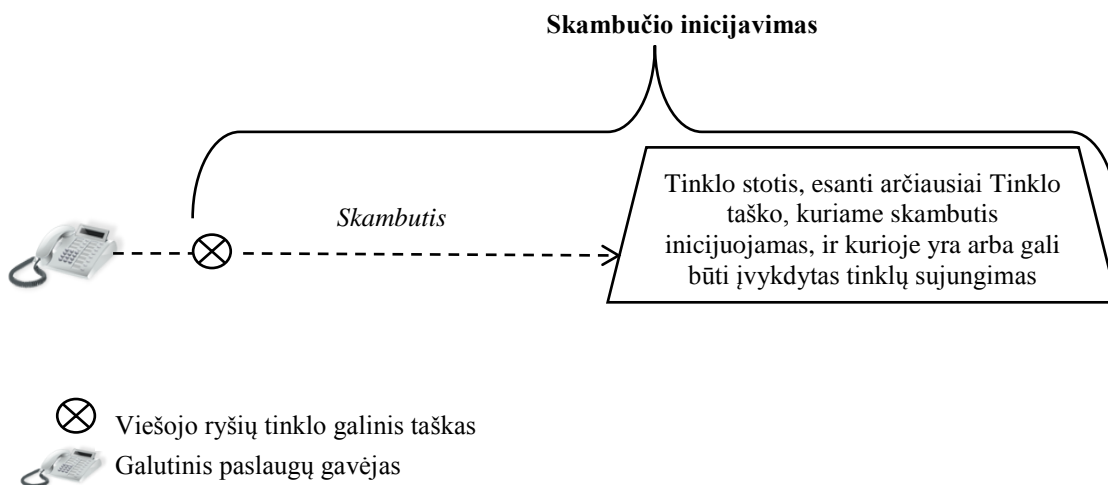 Skambučio inicijavimas
Skambutis
Tinklo stotis, esanti arčiausiai Tinklo
taško, kuriame skambutis
inicijuojamas, ir kurioje yra arba gali
būti įvykdytas tinklų sujungimas
Viešojo ryšių tinklo galinis taškas
Galutinis paslaugų gavėjas